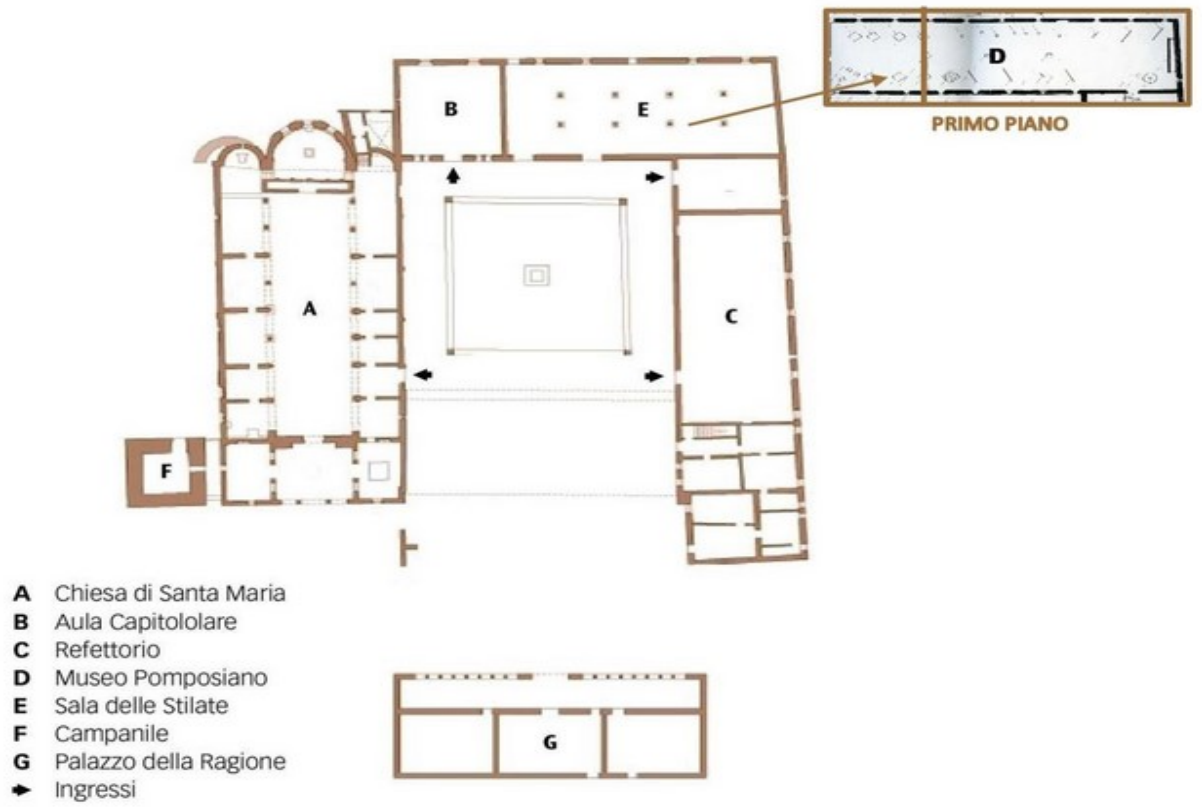 D
PRIMO PIANO
B
E
A
C
F
A Chiesa di Santa Maria
B Aula Capitololare
C Refettorio
D Museo Pomposiano
E Sala delle Stilate
F Campanile
G Palazzo della Ragione
Ingressi
G